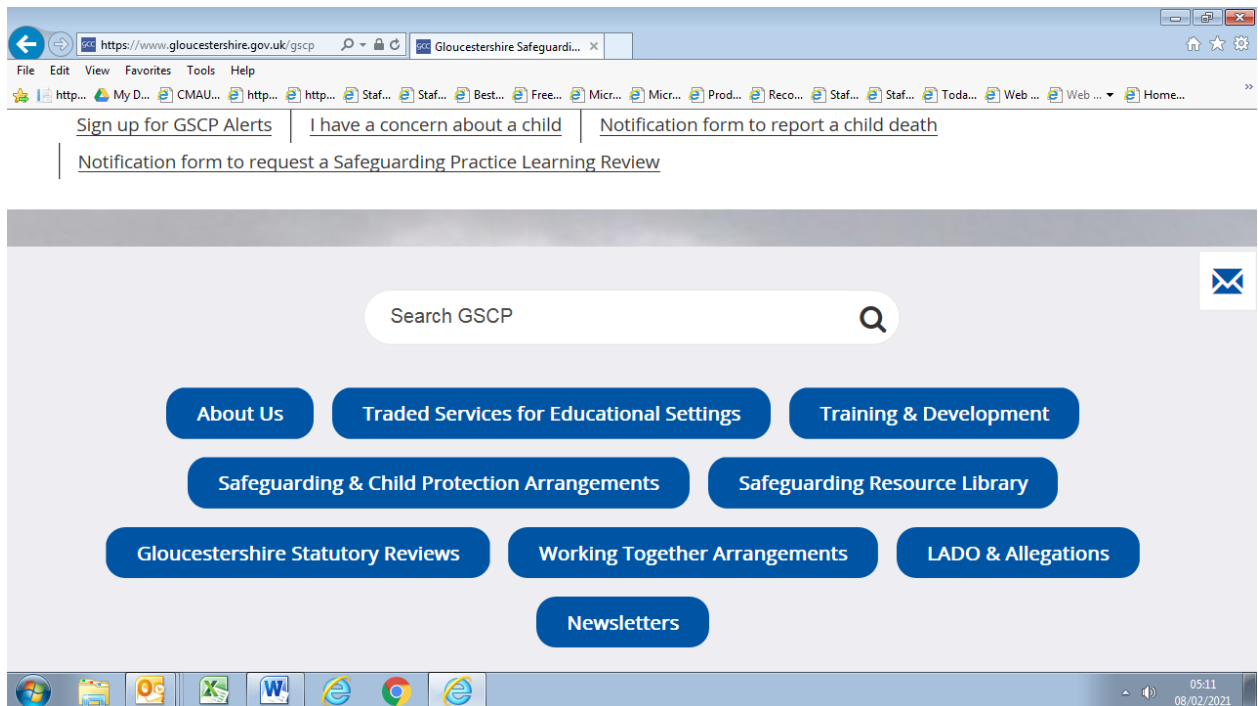 https://www.gloucestershire.gov.uk/gscp GCC Gloucestershire Safeguardi...
File Edit View Favorites Tools Help
http... My D... CMAU... http... http... Staf... Staf... Best... Free... Micr... Micr... Prod... Reco... Staf... Staf... Toda... Web ... Web ... Home... »
Sign up for GSCP Alerts I have a concern about a child Notification form to report a child death
Notification form to request a Safeguarding Practice Learning Review
Search GSCP
About Us Traded Services for Educational Settings Training & Development
Safeguarding & Child Protection Arrangements Safeguarding Resource Library
Gloucestershire Statutory Reviews Working Together Arrangements LADO & Allegations
Newsletters
05:11
08/02/2021